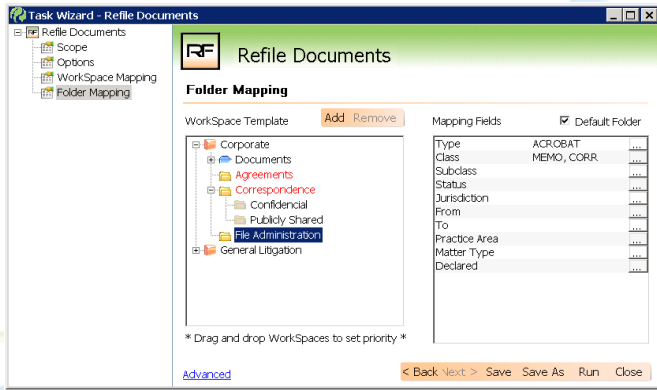 Task Wizard - Refile Documents
RF Refile Documents
Scope
Options
WorkSpace Mapping
Folder Mapping
RF Refile Documents
Folder Mapping
WorkSpace Template Add Remove
Corporate
Documents
Agreements
Correspondence
Confidencial
Publicly Shared
File Administration
General Litigation
* Drag and drop WorkSpaces to set priority *
Mapping Fields Default Folder
Type ACROBAT ...
Class MEMO, CORR ...
Subclass ...
Status ...
Jurisdiction ...
From ...
To ...
Practice Area ...
Matter Type ...
Declared ...
Advanced
< Back Next > Save Save As Run Close